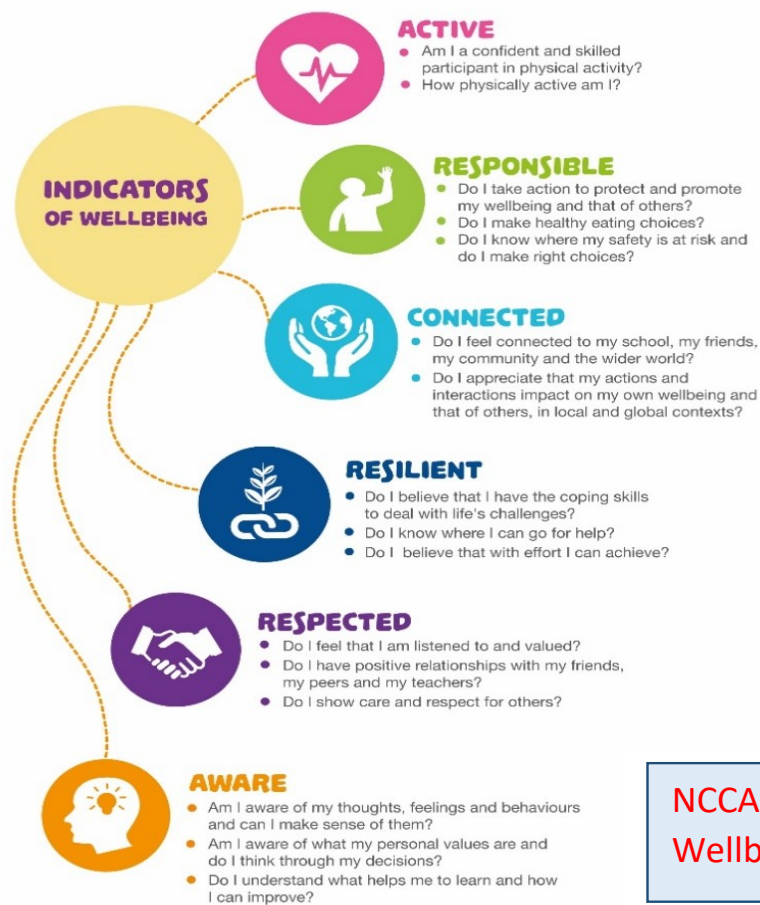 INDICATORS
OF WELLBEING
ACTIVE
• Am I a confident and skilled
participant in physical activity?
• How physically active am I?
RESPONSIBLE
• Do I take action to protect and promote
my wellbeing and that of others?
• Do I make healthy eating choices?
• Do I know where my safety is at risk and
do I make right choices?
CONNECTED
• Do I feel connected to my school, my friends,
my community and the wider world?
• Do I appreciate that my actions and
interactions impact on my own wellbeing and
that of others, in local and global contexts?
RESILIENT
• Do I believe that I have the coping skills
to deal with life's challenges?
• Do I know where I can go for help?
• Do I believe that with effort I can achieve?
RESPECTED
• Do I feel that I am listened to and valued?
• Do I have positive relationships with my friends,
my peers and my teachers?
• Do I show care and respect for others?
AWARE
• Am I aware of my thoughts, feelings and behaviours
and can I make sense of them?
• Am I aware of what my personal values are and
do I think through my decisions?
• Do I understand what helps me to learn and how
I can improve?
NCCA